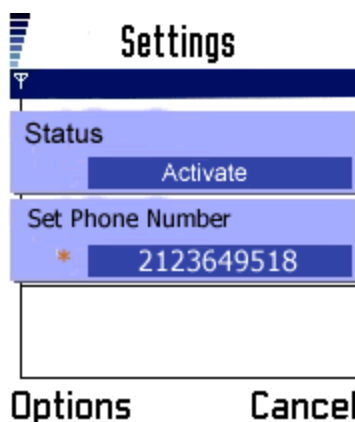 Settings
Status
Activate
Set Phone Number
* 2123649518
Options Cancel